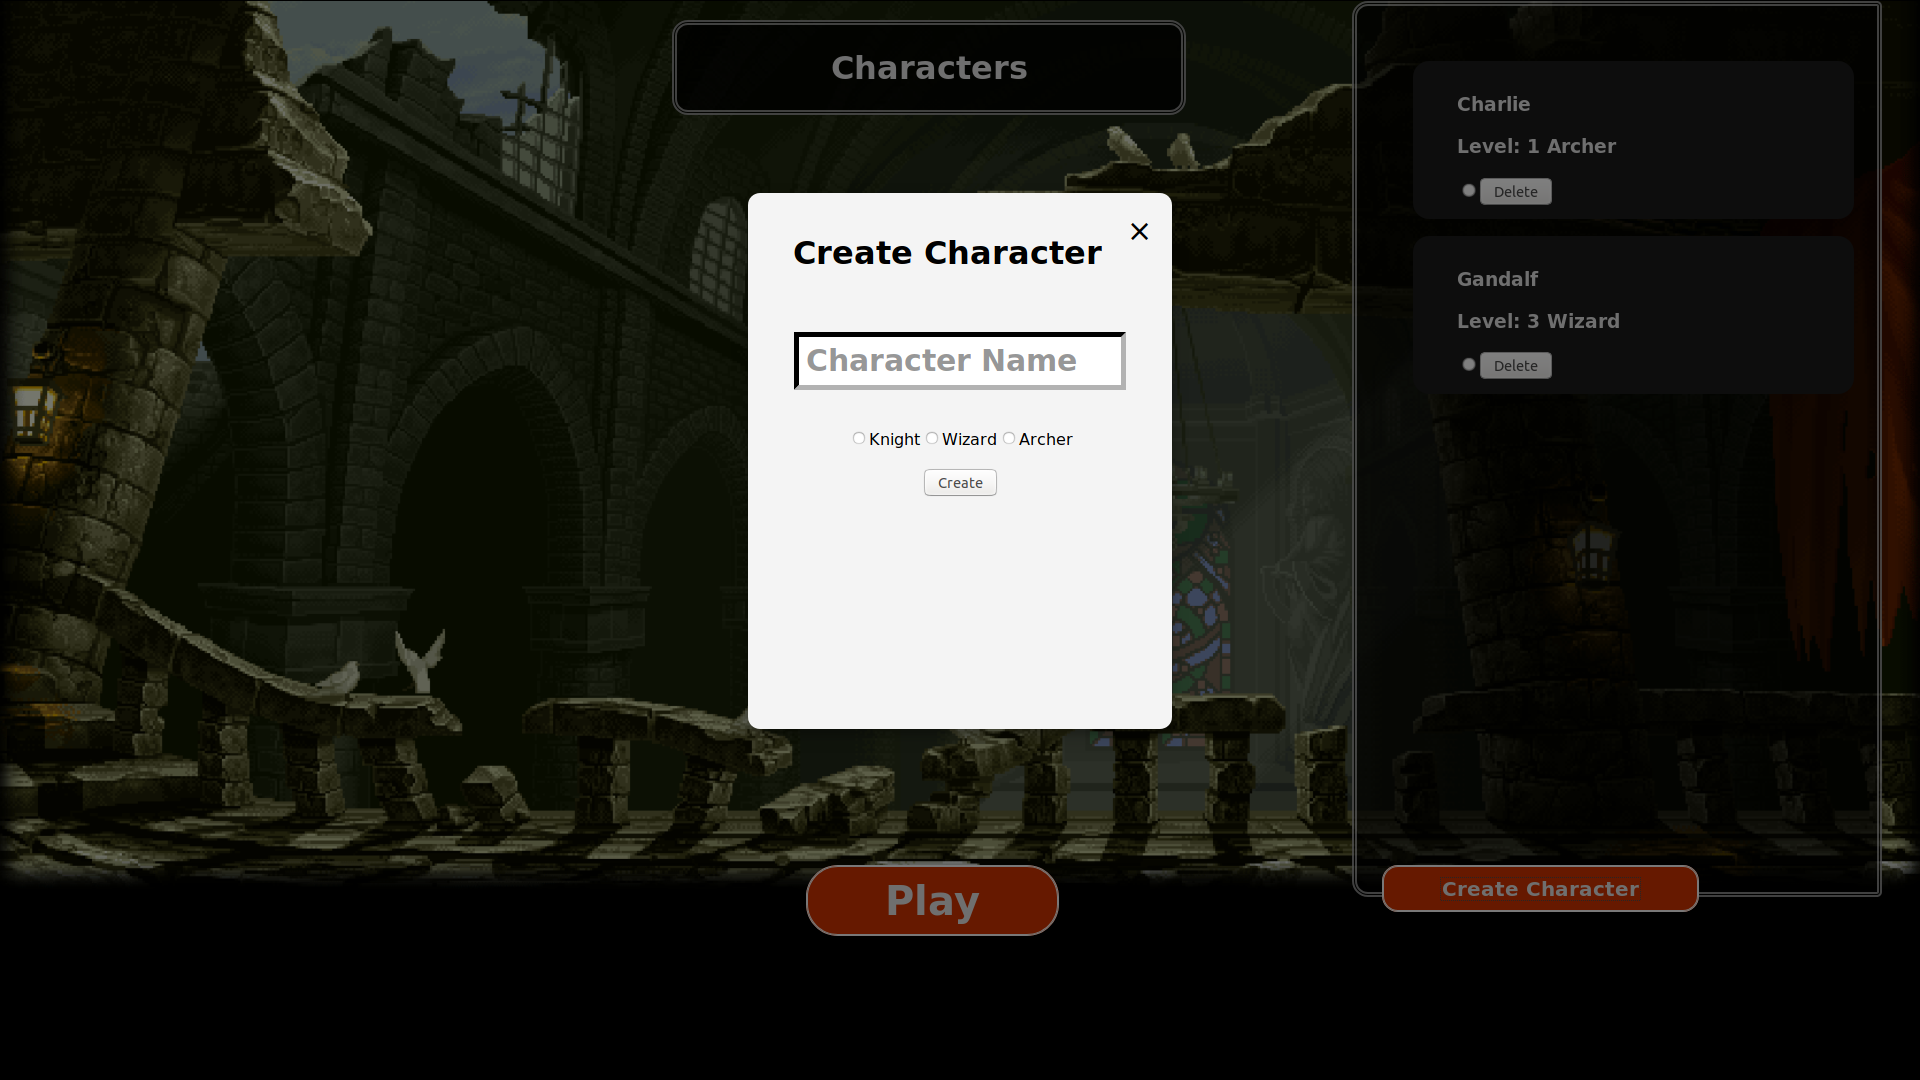 Characters
Charlie
Level: 1 Archer
Delete
Gandalf
Level: 3 Wizard
Delete
×
Create Character
Character Name
Knight Wizard Archer
Create
Play
Create Character